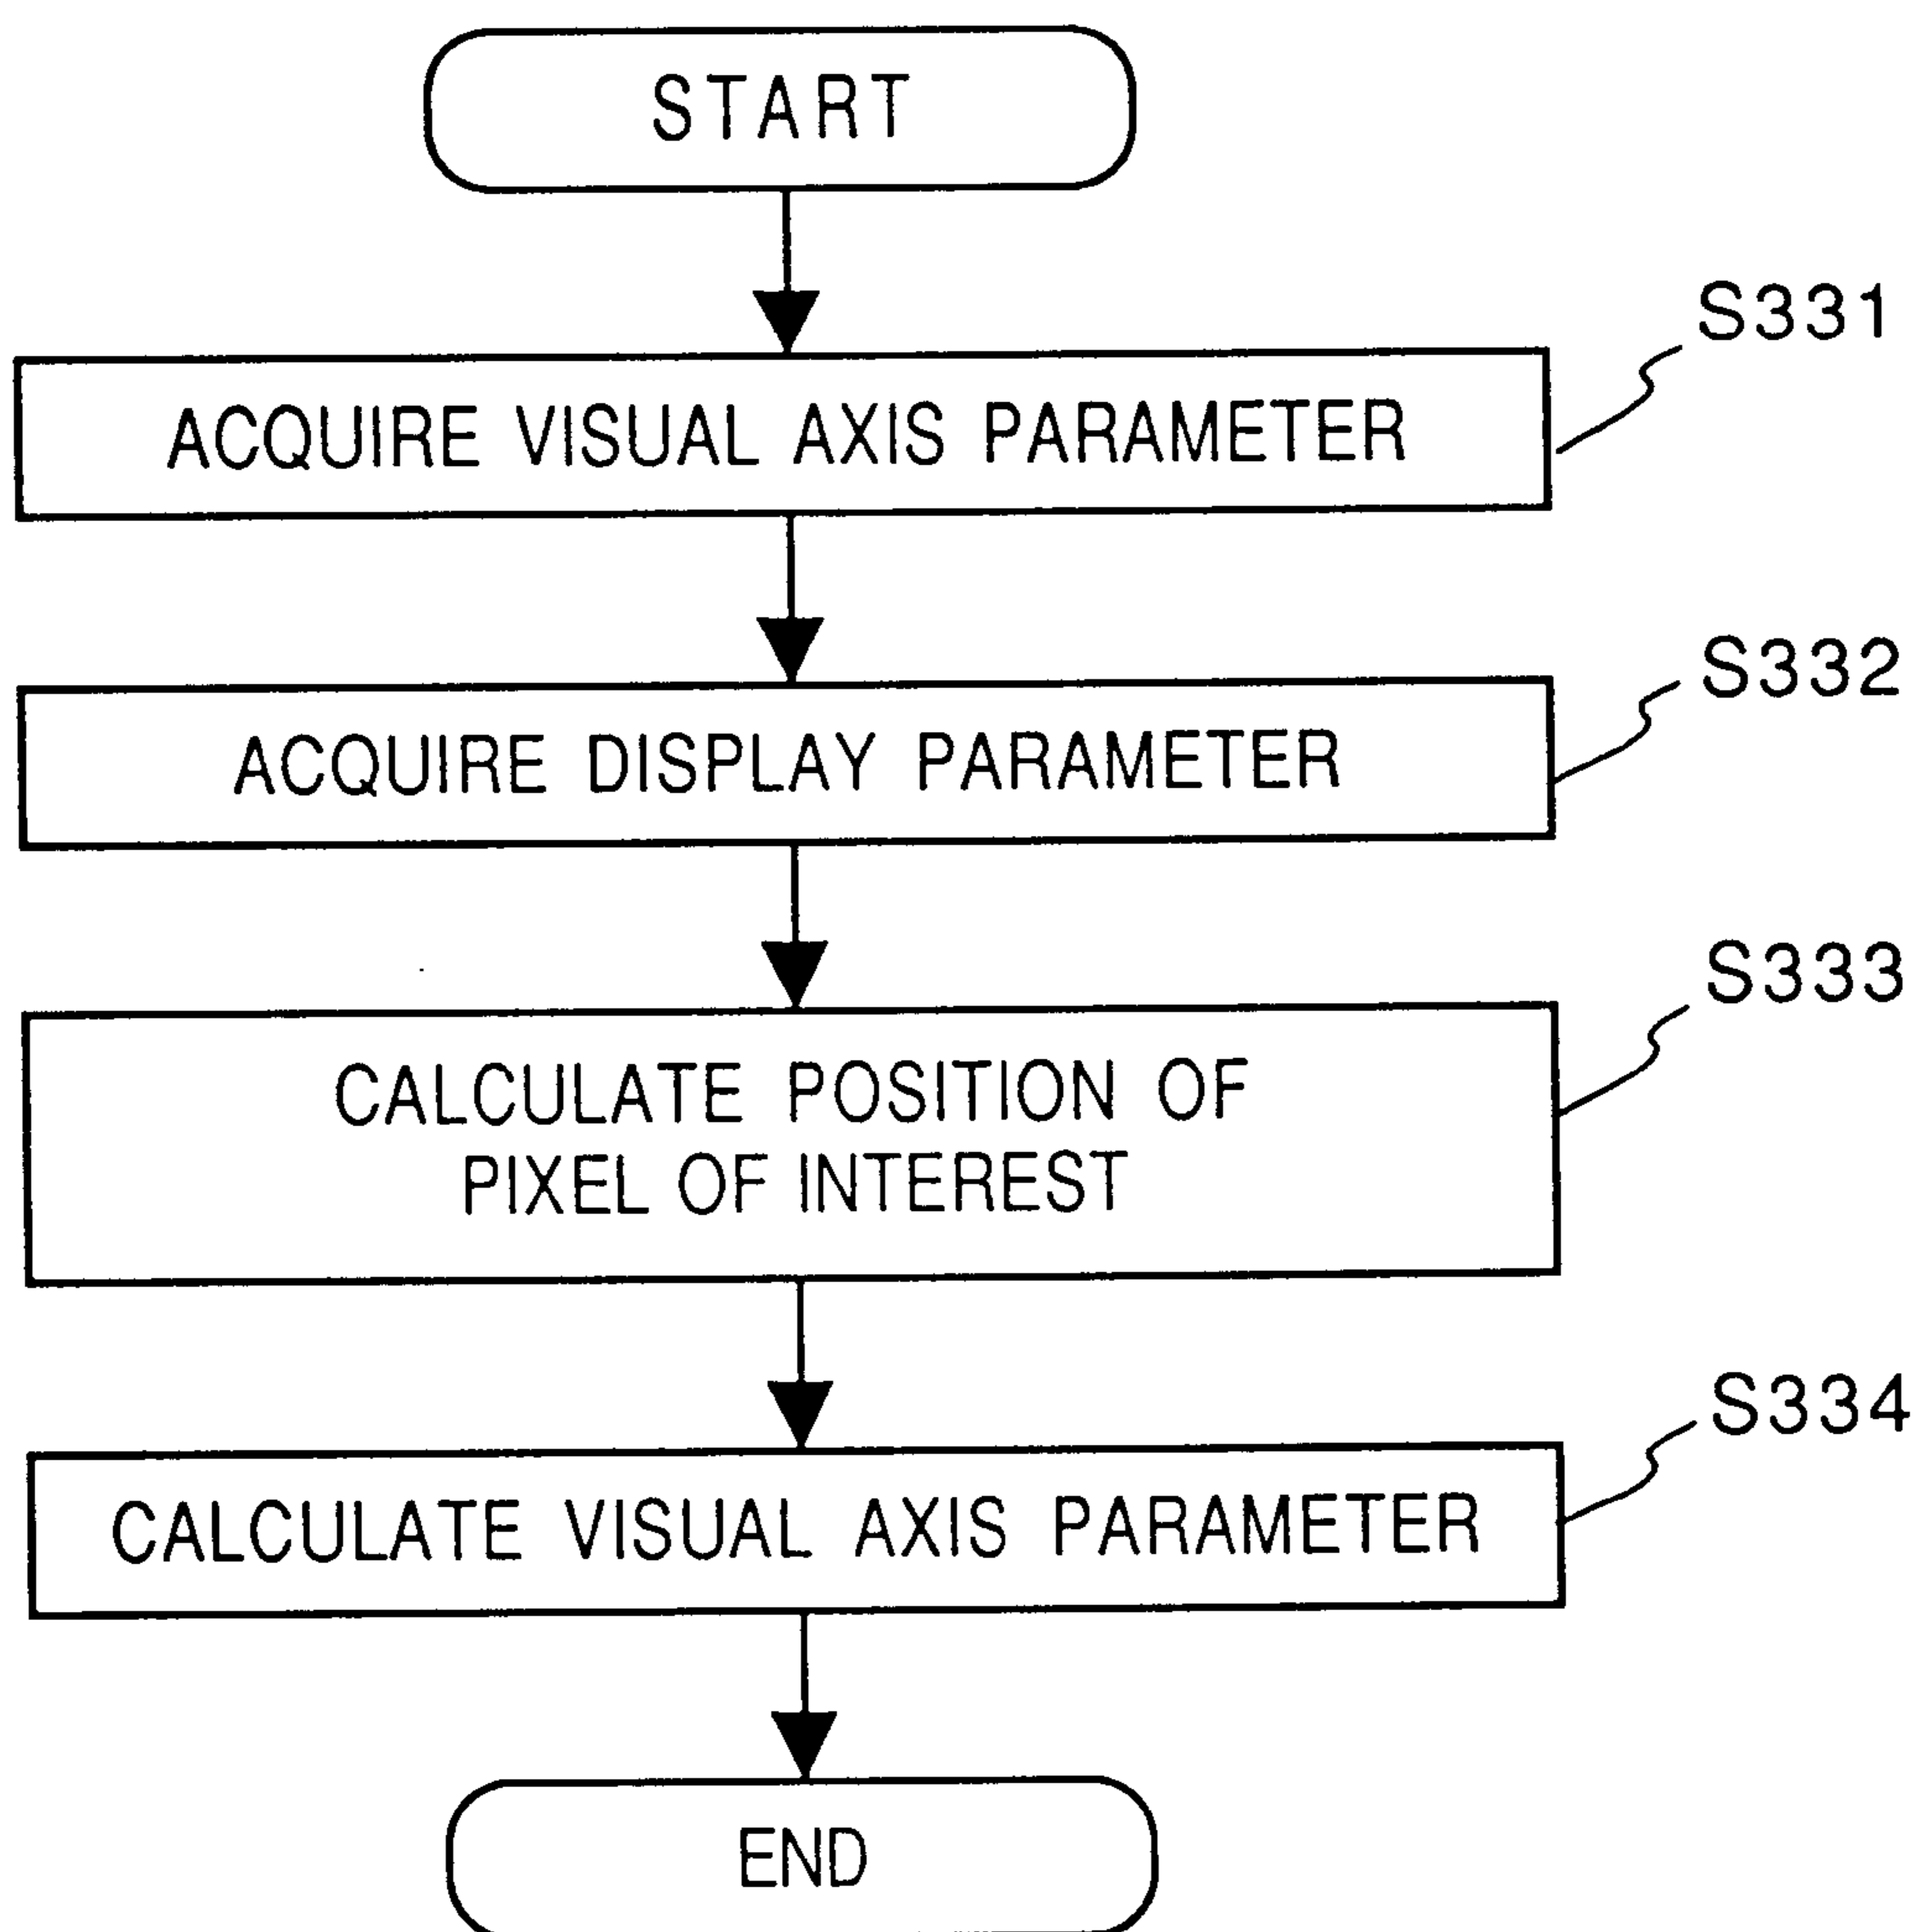 START
S331
ACQUIRE VISUAL AXIS PARAMETER
S332
ACQUIRE DISPLAY PARAMETER
S333
CALCULATE POSITION OF
PIXEL OF INTEREST
S334
CALCULATE VISUAL AXIS PARAMETER
END